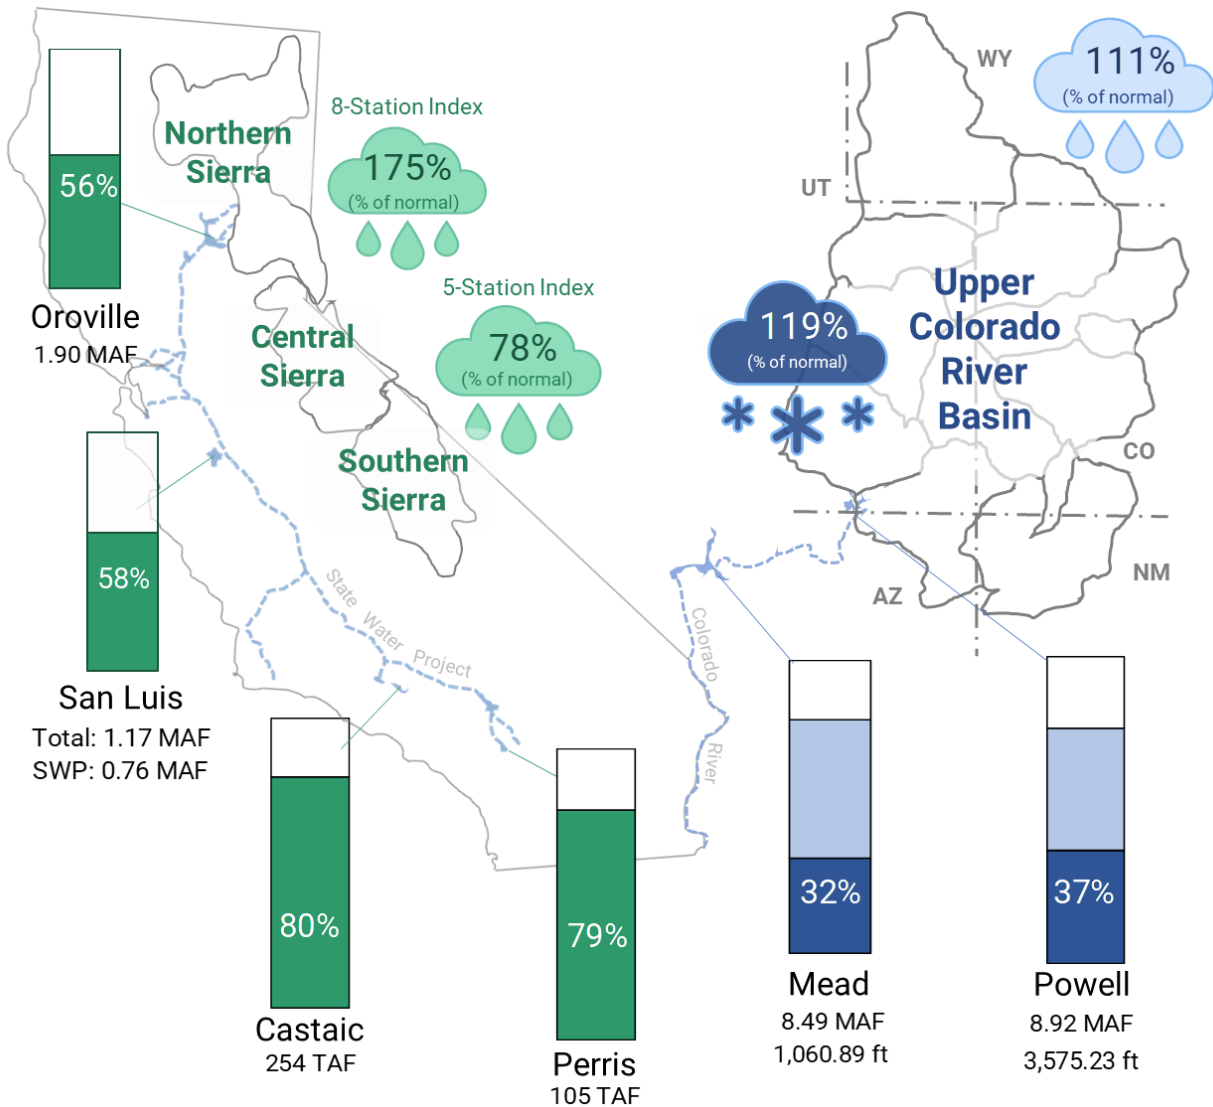 WY
111%
(% of normal)
8-Station Index
Northern
Sierra
175%
(% of normal)
56%
UT
5-Station Index
Oroville
1.90 MAF
Central
Sierra
78%
(% of normal)
119%
(% of normal)
Upper
Colorado
River
Basin
Southern
Sierra
CO
58%
NM
AZ
State Water Project
Colorado River
San Luis
Total: 1.17 MAF
SWP: 0.76 MAF
80%
Castaic
254 TAF
79%
Perris
105 TAF
32%
Mead
8.49 MAF
1,060.89 ft
37%
Powell
8.92 MAF
3,575.23 ft